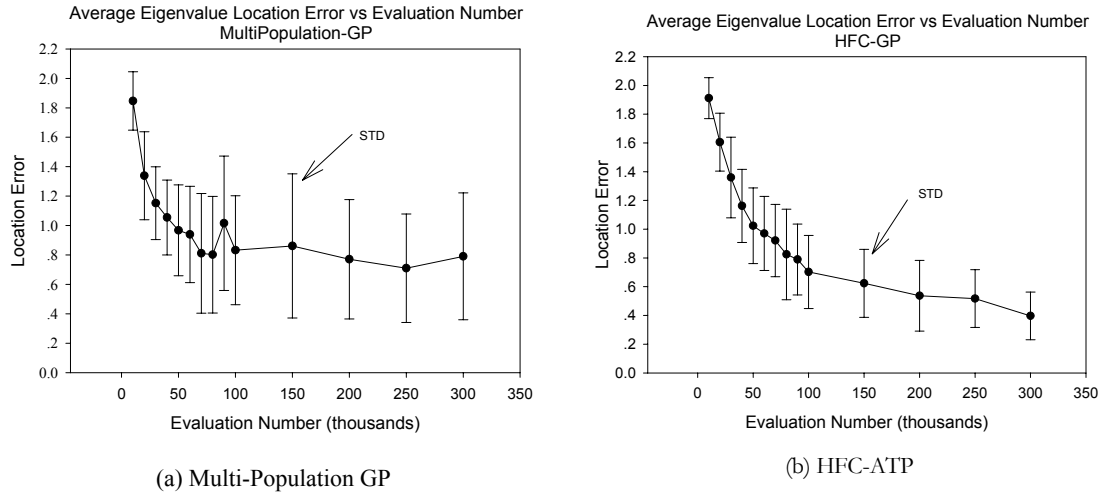 Average Eigenvalue Location Error vs Evaluation Number
MultiPopulation-GP
2.2
2.0
1.8
1.6
1.4
1.2
1.0
.8
.6
.4
.2
0.0
Location Error
STD
0 50 100 150 200 250 300 350
Evaluation Number (thousands)
(a) Multi-Population GP
Average Eigenvalue Location Error vs Evaluation Number
HFC-GP
2.2
2.0
1.8
1.6
1.4
1.2
1.0
.8
.6
.4
.2
0.0
Location Error
STD
0 50 100 150 200 250 300 350
Evaluation Number (thousands)
(b) HFC-ATP